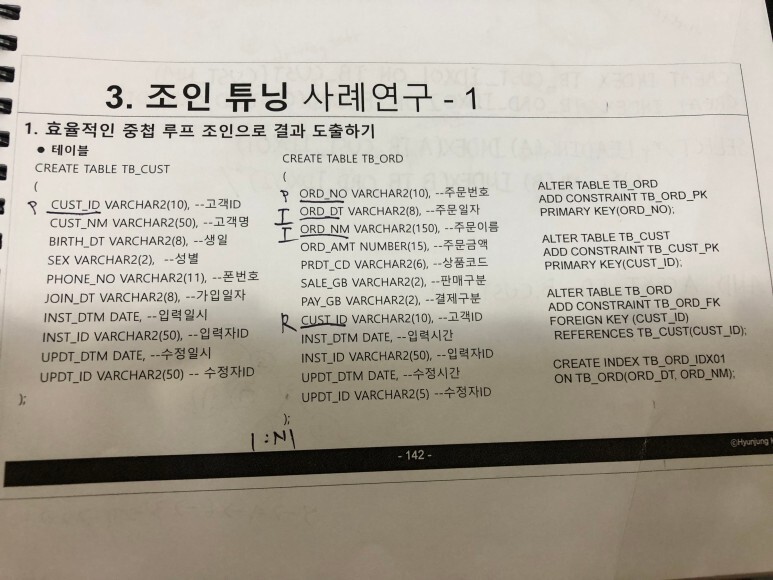 3. 조인 튜닝 사례연구 - 1
1. 효율적인 중첩 루프 조인으로 결과 도출하기
● 테이블
CREATE TABLE TB_CUST
(
P CUST_ID VARCHAR2(10), --고객ID
CUST_NM VARCHAR2(50), --고객명
BIRTH_DT VARCHAR2(8), --생일
SEX VARCHAR2(2), --성별
PHONE_NO VARCHAR2(11), --폰번호
JOIN_DT VARCHAR2(8), --가입일자
INST_DTM DATE, --입력일시
INST_ID VARCHAR2(50), --입력자ID
UPDT_DTM DATE, --수정일시
UPDT_ID VARCHAR2(50) -- 수정자ID
);
CREATE TABLE TB_ORD
(
P ORD_NO VARCHAR2(10), --주문번호
I ORD_DT VARCHAR2(8), --주문일자
I ORD_NM VARCHAR2(150), --주문이름
ORD_AMT NUMBER(15), --주문금액
PRDT_CD VARCHAR2(6), --상품코드
SALE_GB VARCHAR2(2), --판매구분
PAY_GB VARCHAR2(2), --결제구분
R CUST_ID VARCHAR2(10), --고객ID
INST_DTM DATE, --입력시간
INST_ID VARCHAR2(50), --입력자ID
UPDT_DTM DATE, --수정시간
UPDT_ID VARCHAR2(5) --수정자ID
);
1:N
ALTER TABLE TB_ORD
ADD CONSTRAINT TB_ORD_PK
PRIMARY KEY(ORD_NO);
ALTER TABLE TB_CUST
ADD CONSTRAINT TB_CUST_PK
PRIMARY KEY(CUST_ID);
ALTER TABLE TB_ORD
ADD CONSTRAINT TB_ORD_FK
FOREIGN KEY (CUST_ID)
REFERENCES TB_CUST(CUST_ID);
CREATE INDEX TB_ORD_IDX01
ON TB_ORD(ORD_DT, ORD_NM);
- 142 -
©Hyunjung